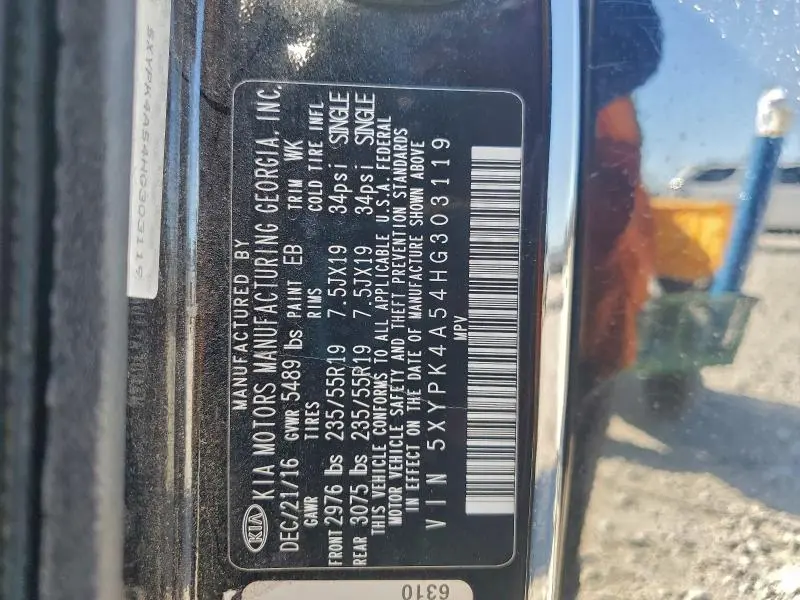 5XYPK4A54HG303119
MANUFACTURED BY
KIA KIA MOTORS MANUFACTURING GEORGIA, INC.
DEC/21/16 GVWR 5489 lbs PAINT EB TRIM WK
GAWR TIRES RIMS COLD TIRE INFL
FRONT 2976 lbs 235/55R19 7.5JX19 34psi SINGLE
REAR 3075 lbs 235/55R19 7.5JX19 34psi SINGLE
THIS VEHICLE CONFORMS TO ALL APPLICABLE U.S.A. FEDERAL
MOTOR VEHICLE SAFETY AND THEFT PREVENTION STANDARDS
IN EFFECT ON THE DATE OF MANUFACTURE SHOWN ABOVE
VIN 5XYPK4A54HG303119
MPV
6310